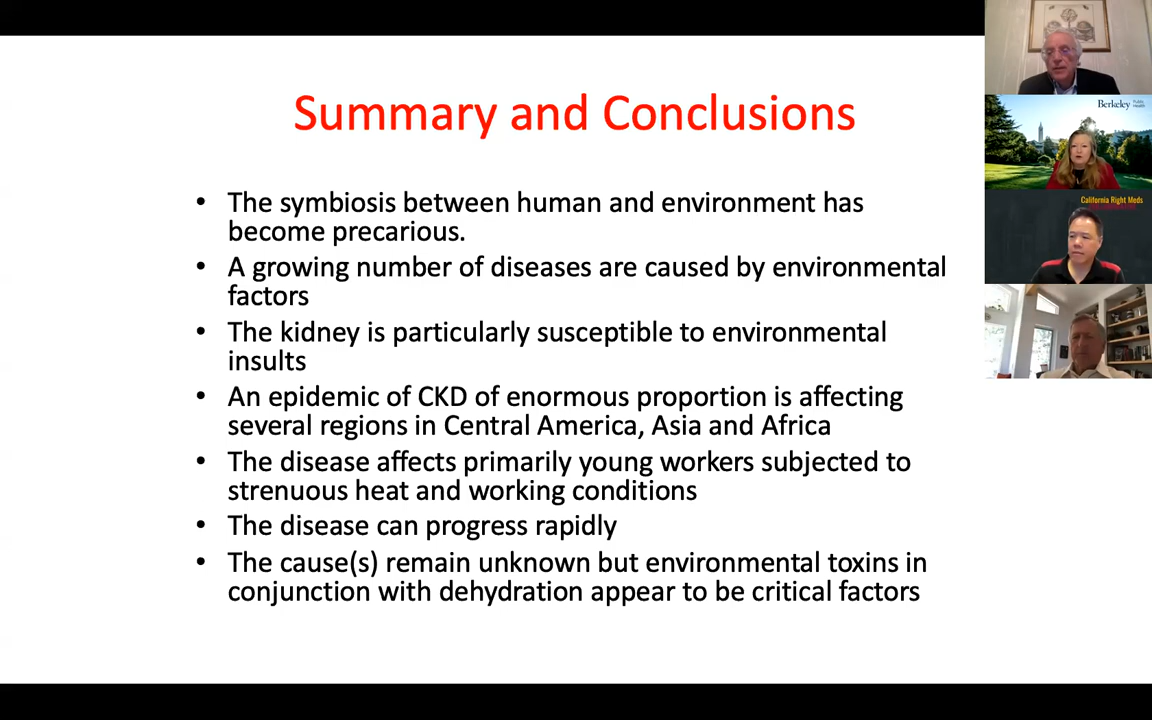 Summary and Conclusions
• The symbiosis between human and environment has
become precarious.
• A growing number of diseases are caused by environmental
factors
• The kidney is particularly susceptible to environmental
insults
• An epidemic of CKD of enormous proportion is affecting
several regions in Central America, Asia and Africa
• The disease affects primarily young workers subjected to
strenuous heat and working conditions
• The disease can progress rapidly
• The cause(s) remain unknown but environmental toxins in
conjunction with dehydration appear to be critical factors
Berkeley Public Health
California Right Meds